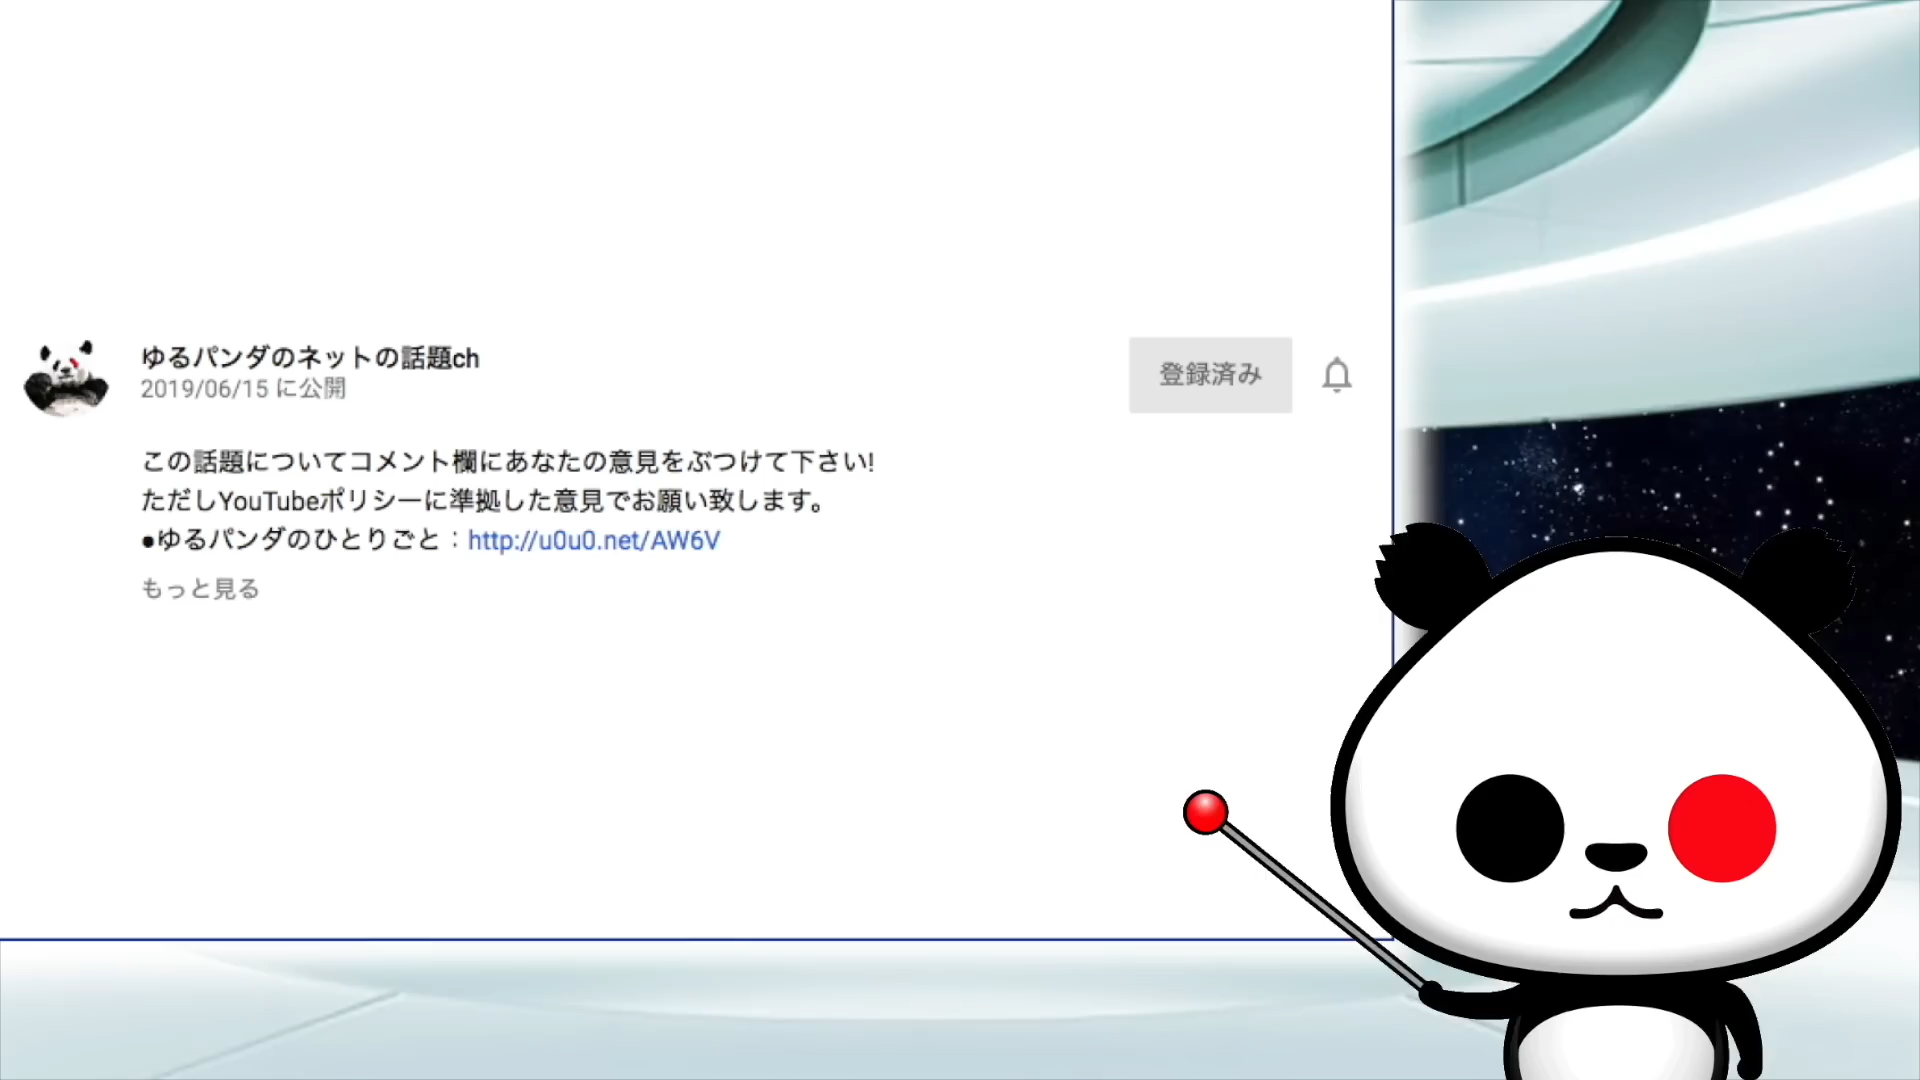 ゆるパンダのネットの話題ch
2019/06/15 に公開
登録済み
この話題についてコメント欄にあなたの意見をぶつけて下さい!
ただしYouTubeポリシーに準拠した意見でお願い致します。
●ゆるパンダのひとりごと：http://u0u0.net/AW6V
もっと見る